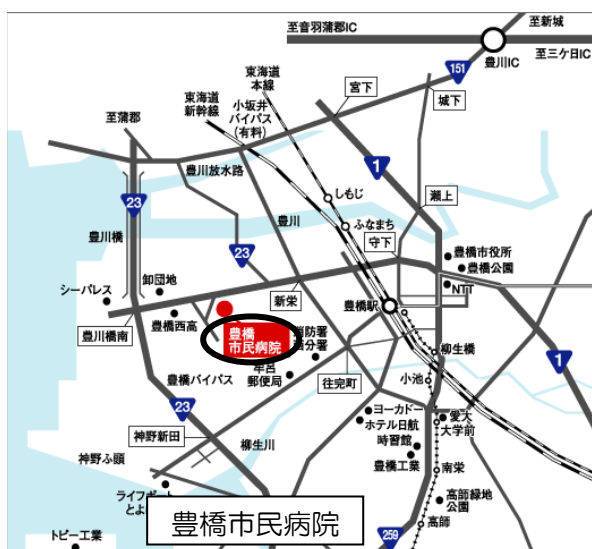 至新城
至音羽蒲郡IC
豊川IC
至三ケ日IC
151
東海道
本線
東海道
新幹線
小坂井
バイパス
(有料)
宮下
城下
至蒲郡
豊川放水路
1
しもじ
瀬上
23
豊川橋
豊川
23
ふなまち
守下
豊橋市役所
豊橋公園
NTT
シーパレス
卸団地
新栄
豊橋駅
豊川橋南
豊橋西高
豊橋
市民病院
消防署
牟呂
郵便局
柳生橋
1
往完町
小池
豊橋バイパス
23
ヨーカドー
ホテル日航
愛大
大学前
神野新田
柳生川
時習館
豊橋工業
神野ふ頭
南栄
高師緑地
公園
高師
トピー工業
豊橋市民病院
259